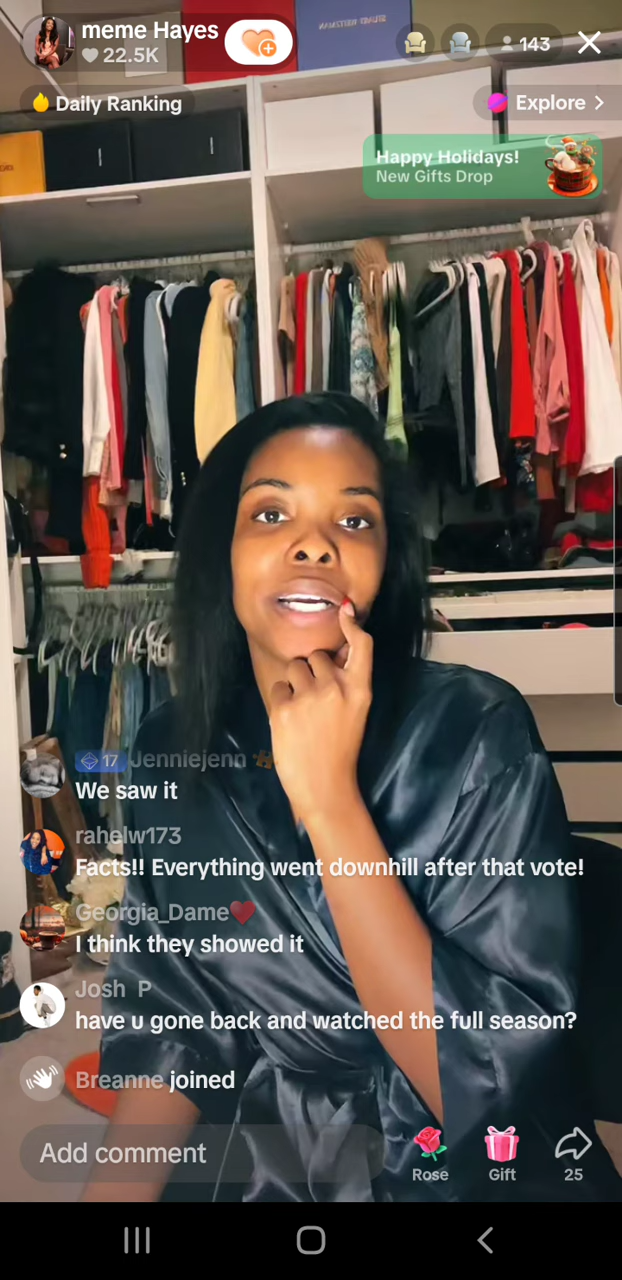 meme Hayes
22.5K
143
Daily Ranking
Explore >
Happy Holidays!
New Gifts Drop
17 Jenniejenn
We saw it
rahelw173
Facts!! Everything went downhill after that vote!
Georgia_Dame❤️
I think they showed it
Josh P
have u gone back and watched the full season?
Breanne joined
Add comment
Rose
Gift
25